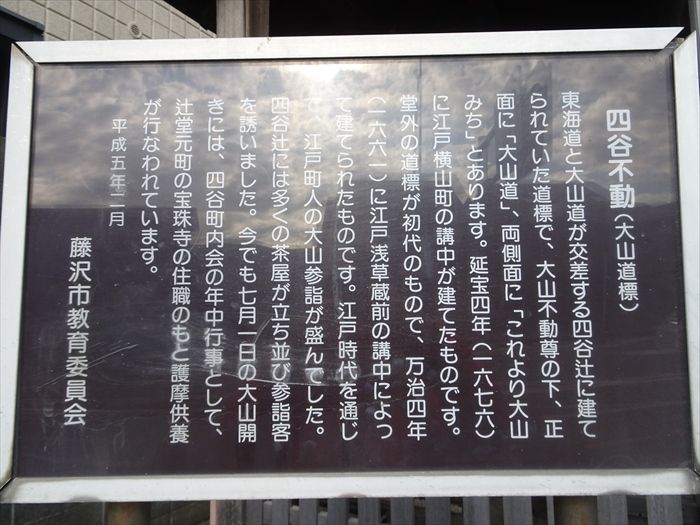 四谷不動(大山道標)
東海道と大山道が交差する四谷辻に建て
られていた道標で、大山不動尊の下、正
面に「大山道」、両側面に「これより大山
みち」とあります。延宝四年(一六七六)
に江戸横山町の講中が建てたものです。
堂外の道標が初代のもので、万治四年
(一六六一)に江戸浅草蔵前の講中によっ
て建てられたものです。江戸時代を通じ
て、江戸町人の大山参詣が盛んでした。
四谷辻には多くの茶屋が立ち並び参詣客
を誘いました。今でも七月一日の大山開
きには、四谷町内会の年中行事として、
辻堂元町の宝珠寺の住職のもと護摩供養
が行なわれています。
平成五年二月
藤沢市教育委員会